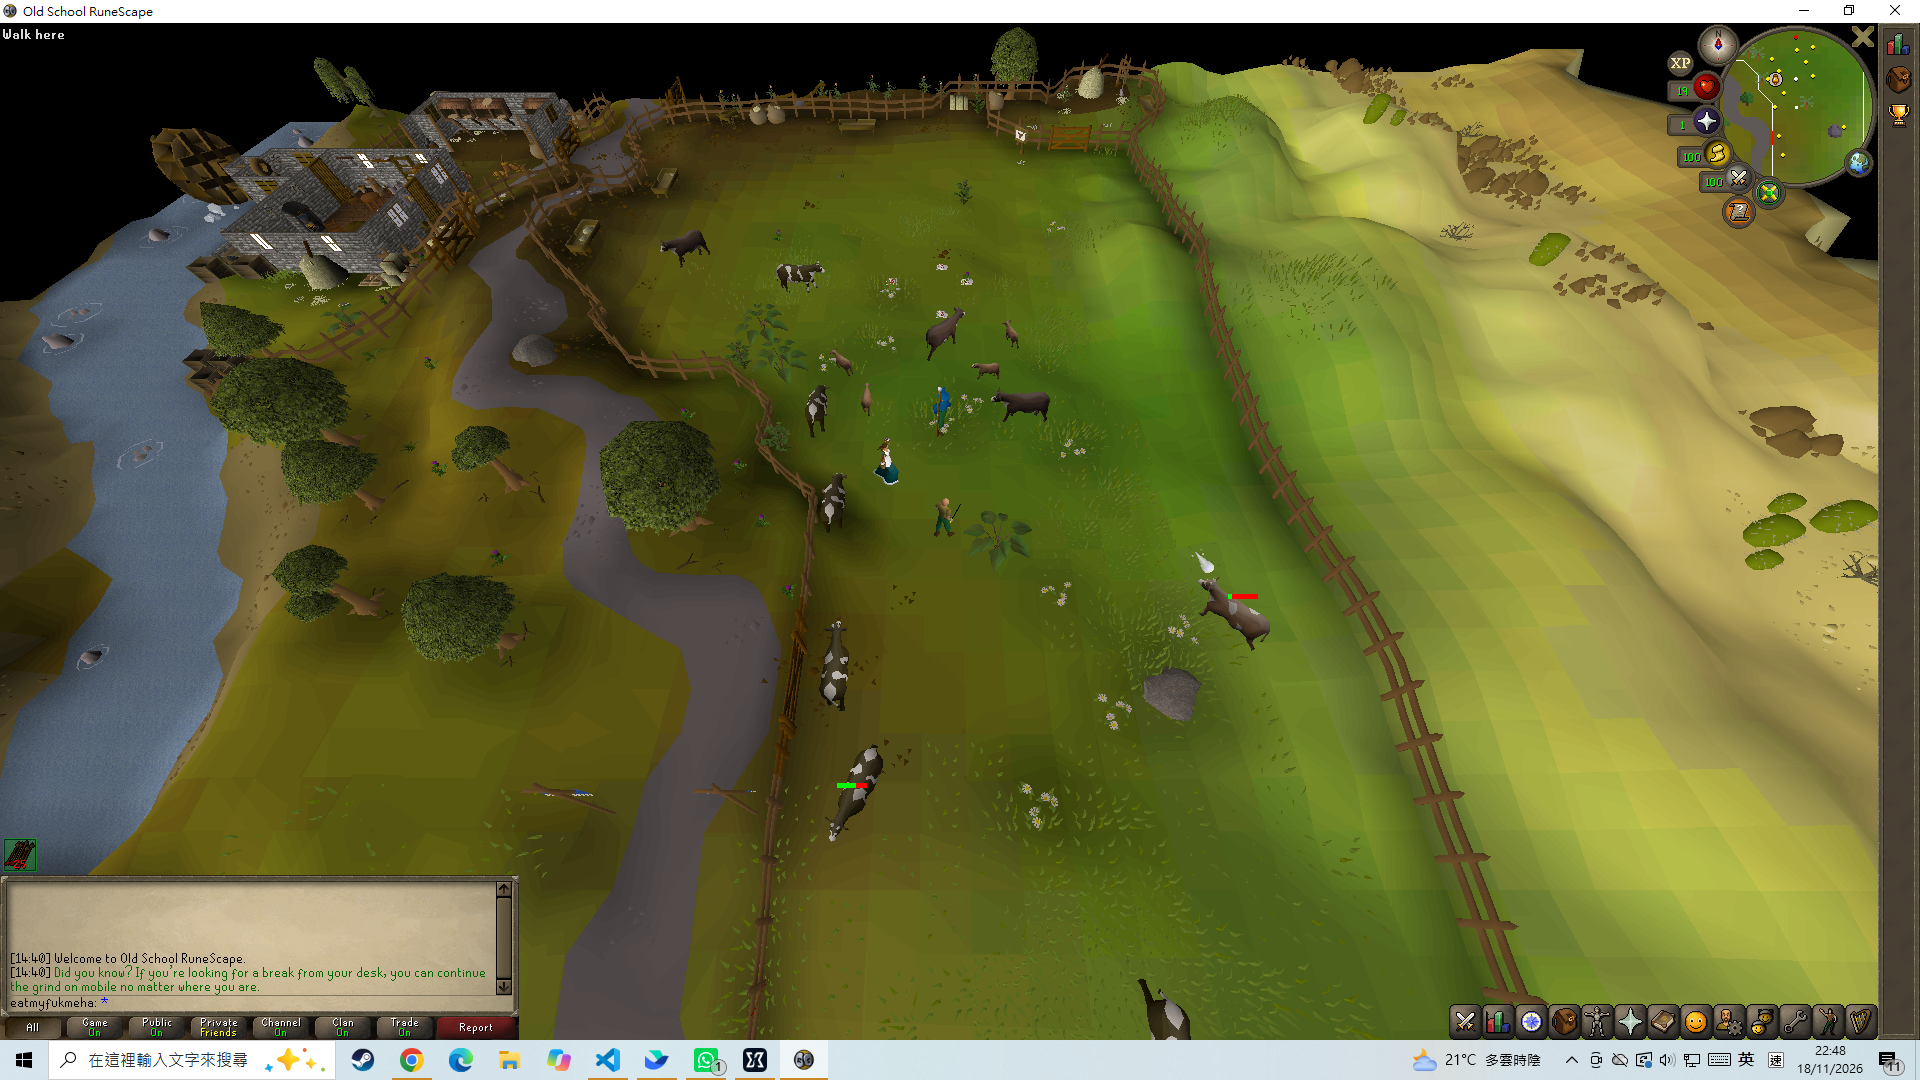 Old School RuneScape
Walk here
N
XP
19
1
100
100
25
[14:40] Welcome to Old School RuneScape.
[14:40] Did you know? If you're looking for a break from your desk, you can continue
the grind on mobile no matter where you are.
eatmyfukmeha: *
All
Game
On
Public
On
Private
Friends
Channel
On
Clan
On
Trade
On
Report
在這裡輸入文字來搜尋
1
21°C 多雲時陰
英
速
22:48
18/11/2026
11